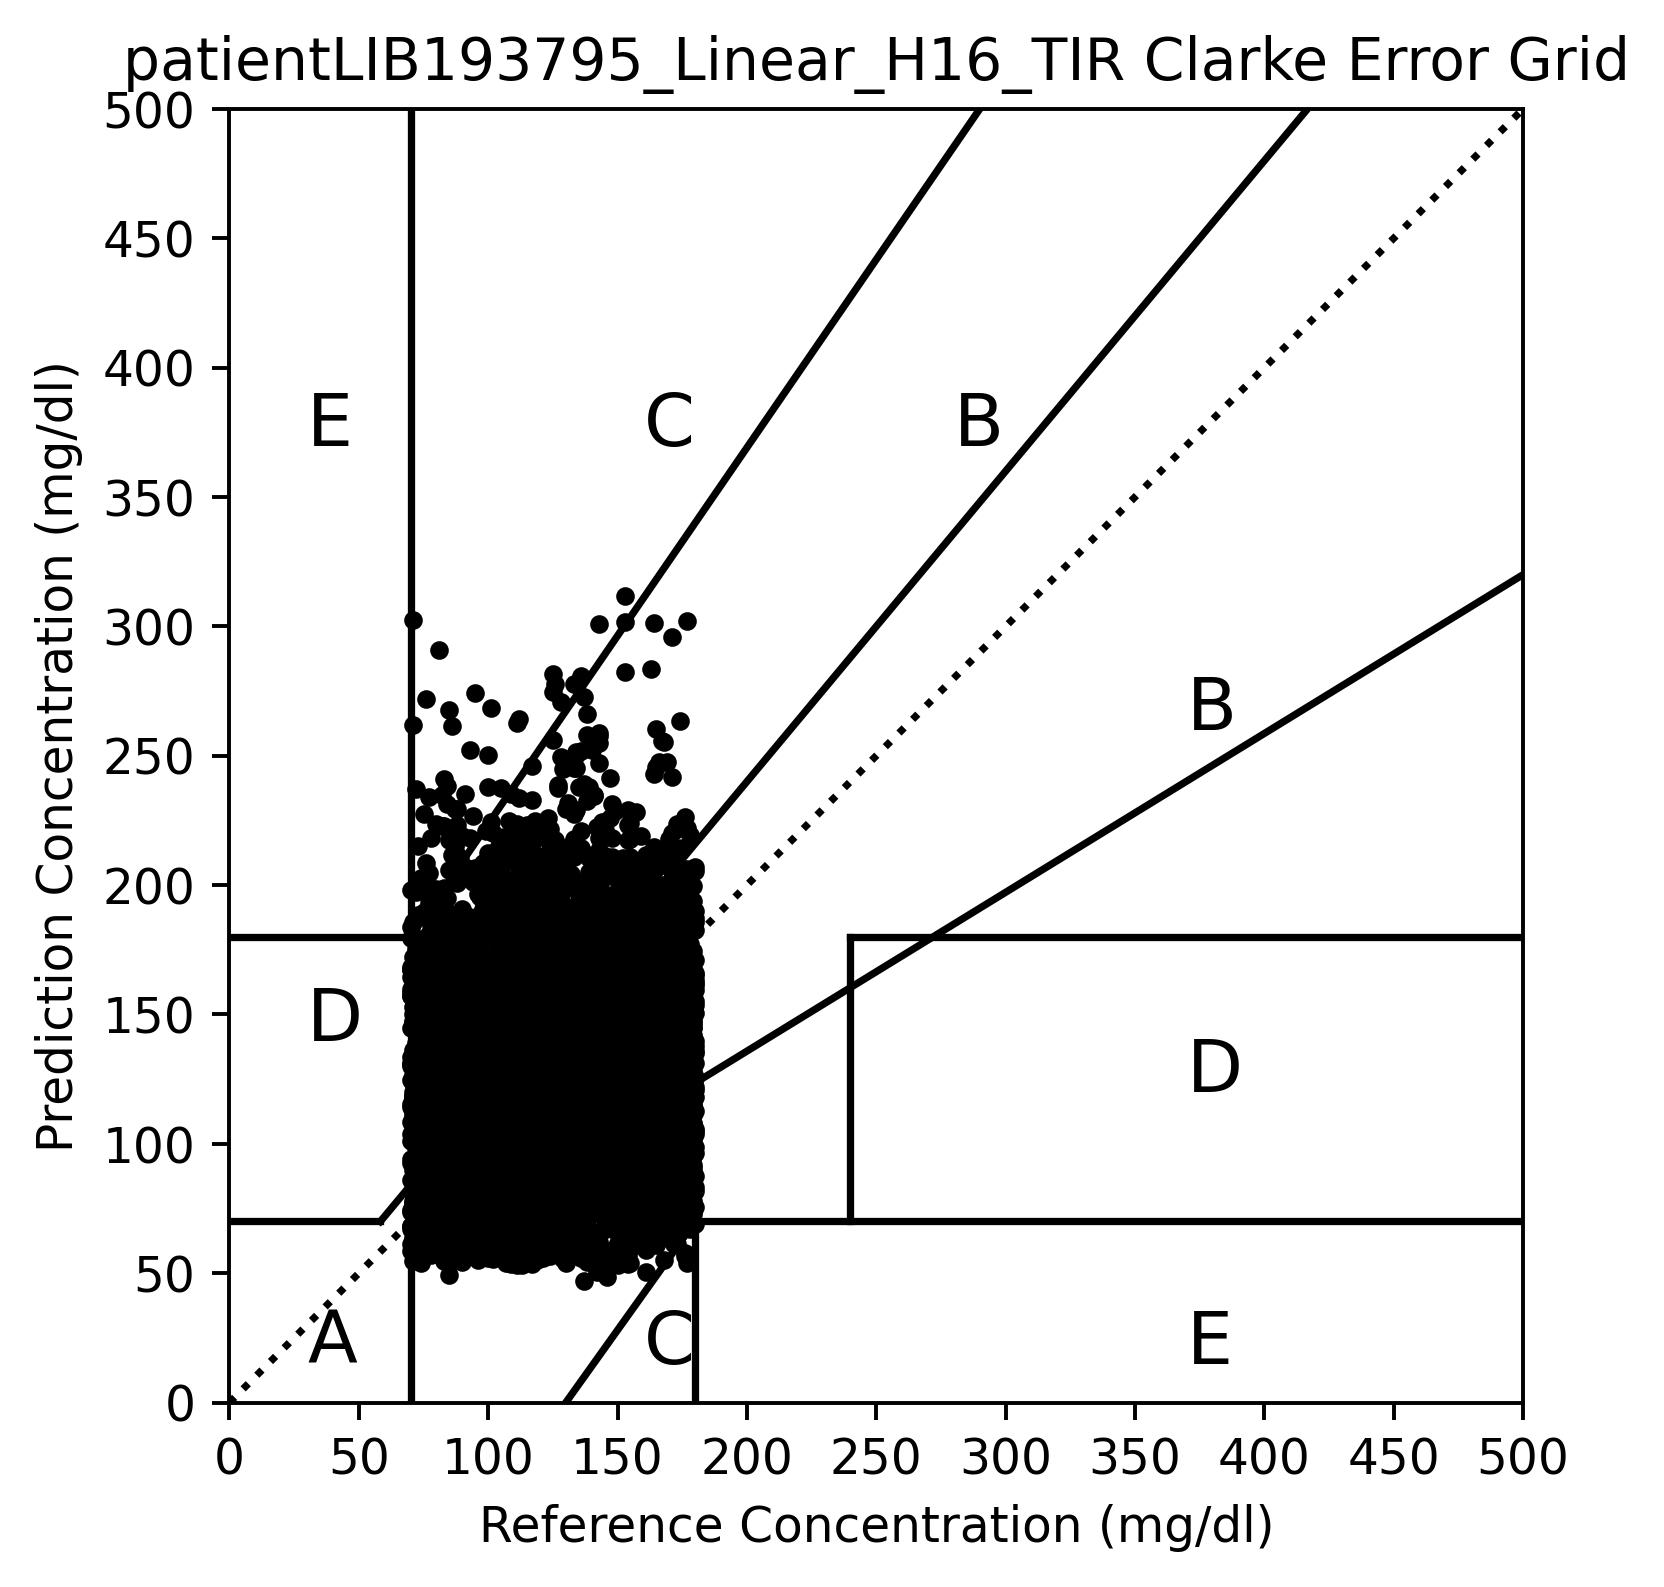 patientLIB193795_Linear_H16_TIR Clarke Error Grid
500
450
400
350
300
250
200
150
100
50
0
Prediction Concentration (mg/dl)
E
C
B
B
D
D
A
C
E
0 50 100 150 200 250 300 350 400 450 500
Reference Concentration (mg/dl)